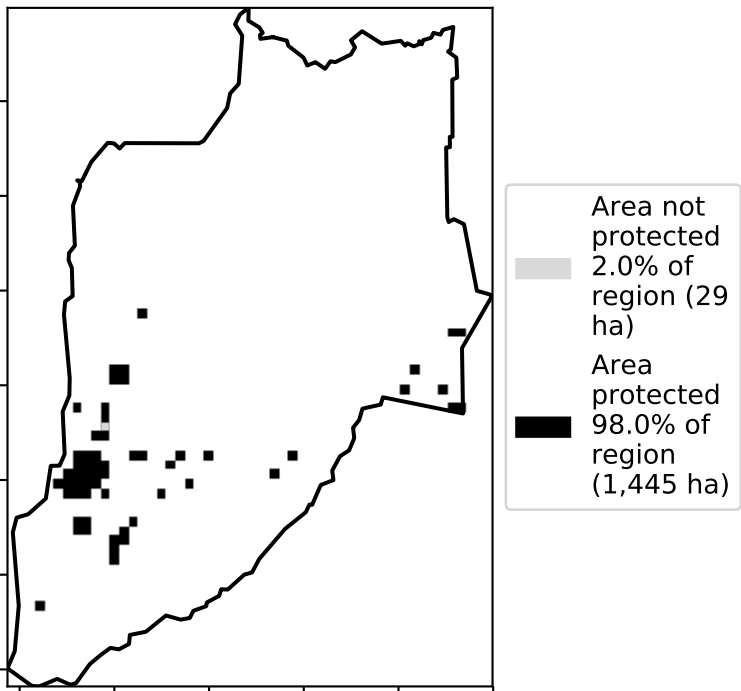 Area not
protected
2.0% of
region (29
ha)
Area
protected
98.0% of
region
(1,445 ha)